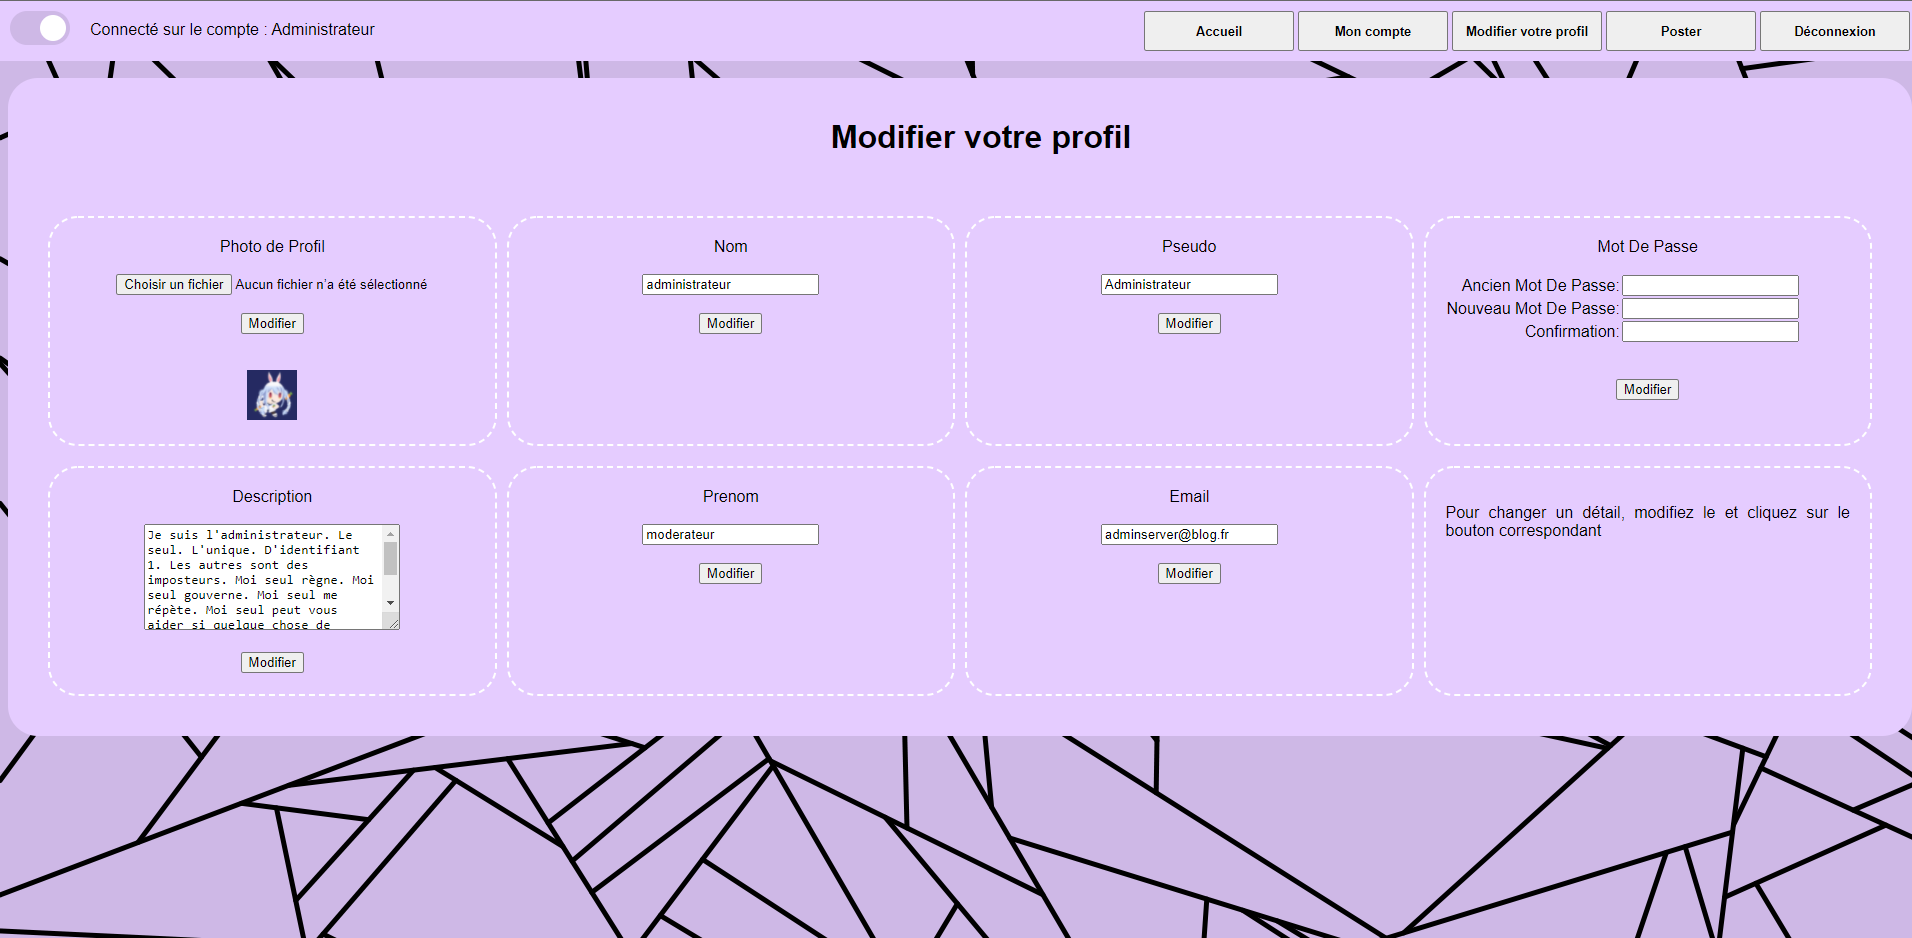 Connecté sur le compte : Administrateur
Accueil
Mon compte
Modifier votre profil
Poster
Déconnexion
Modifier votre profil
Photo de Profil
Choisir un fichier Aucun fichier n'a été sélectionné
Modifier
Nom
administrateur
Modifier
Pseudo
Administrateur
Modifier
Mot De Passe
Ancien Mot De Passe:
Nouveau Mot De Passe:
Confirmation:
Modifier
Description
Je suis l'administrateur. Le
seul. L'unique. D'identifiant
1. Les autres sont des
imposteurs. Moi seul règne. Moi
seul gouverne. Moi seul me
répète. Moi seul peut vous
aider si quelque chose de
Modifier
Prenom
moderateur
Modifier
Email
adminserver@blog.fr
Modifier
Pour changer un détail, modifiez le et cliquez sur le
bouton correspondant